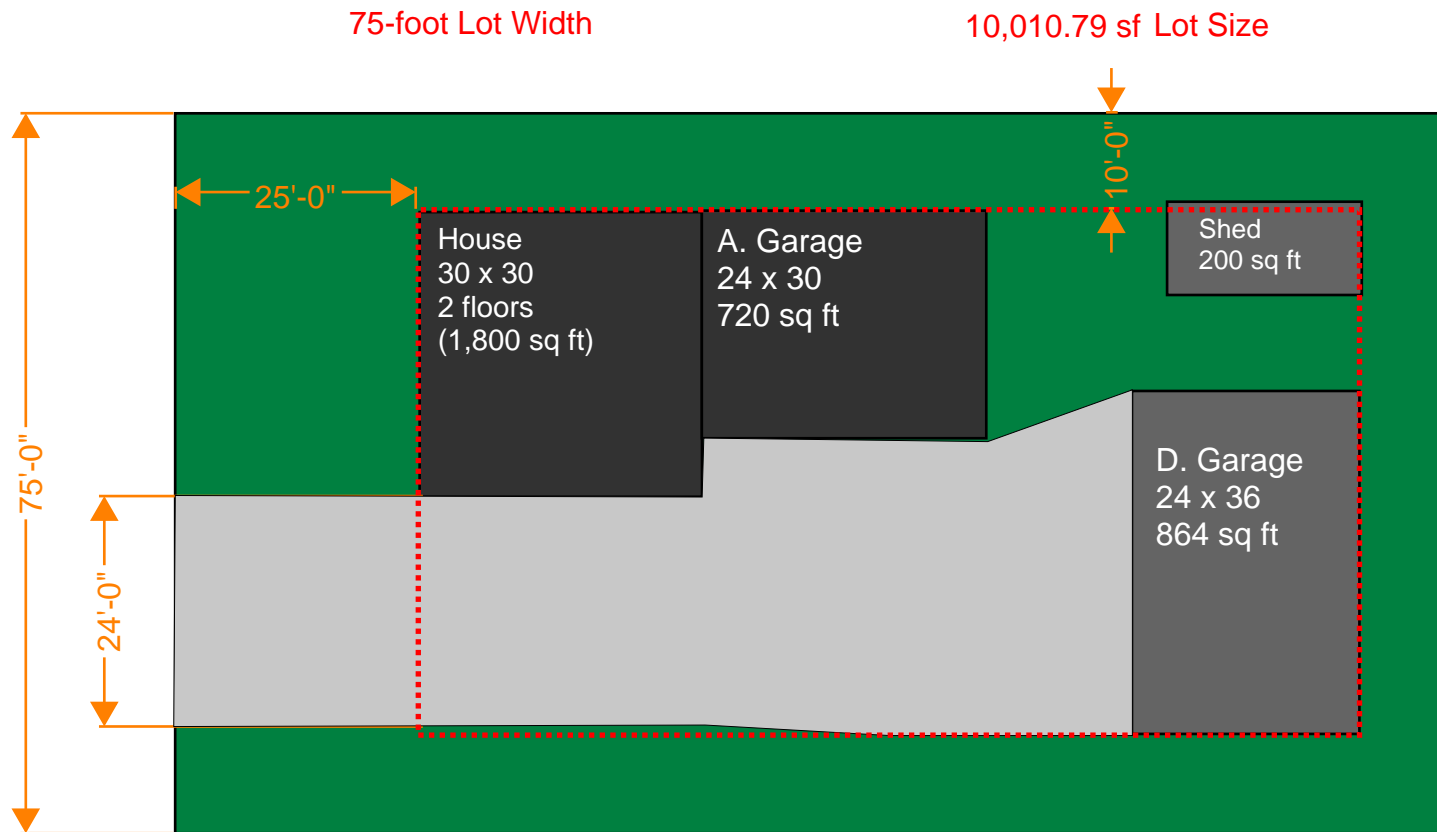 75-foot Lot Width
10,010.79 sf Lot Size
10'-0"
25'-0"
House
30 x 30
2 floors
(1,800 sq ft)
A. Garage
24 x 30
720 sq ft
Shed
200 sq ft
75'-0"
24'-0"
D. Garage
24 x 36
864 sq ft